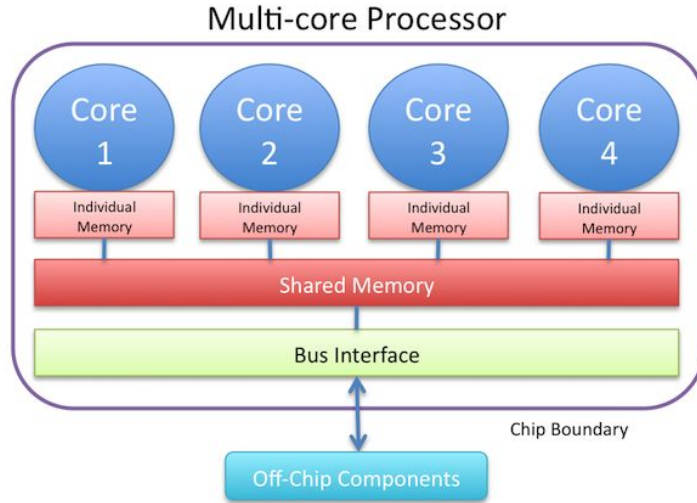 Multi-core Processor
Core
1
Core
2
Core
3
Core
4
Individual
Memory
Individual
Memory
Individual
Memory
Individual
Memory
Shared Memory
Bus Interface
Chip Boundary
Off-Chip Components